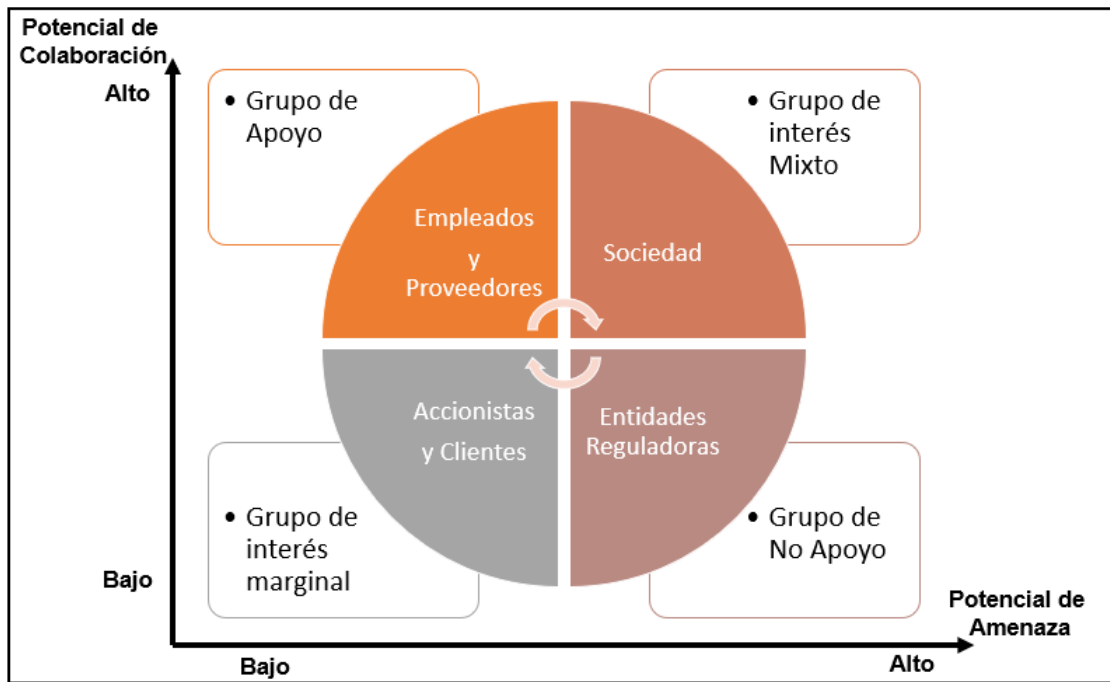 Potencial de
Colaboración
Alto
• Grupo de
Apoyo
• Grupo de
interés
Mixto
Empleados
y
Proveedores
Sociedad
Accionistas
y Clientes
Entidades
Reguladoras
• Grupo de
interés
marginal
• Grupo de
No Apoyo
Bajo
Potencial de
Amenaza
Bajo
Alto